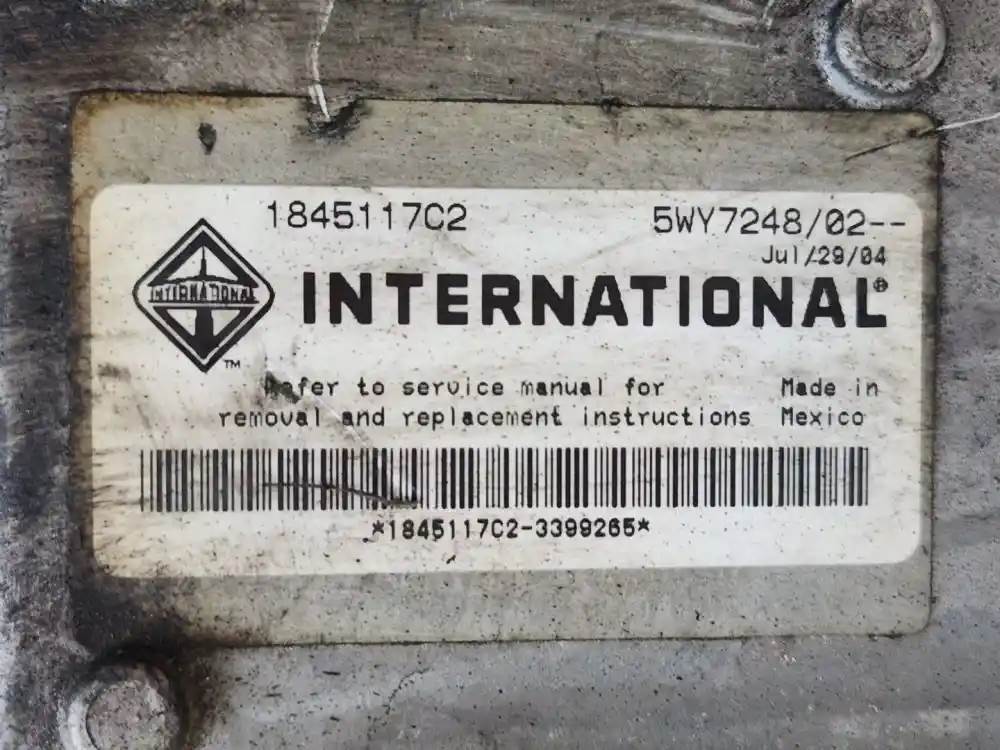 1845117C2
5WY7248/02--
Jul/29/04
INTERNATIONAL
INTERNATIONAL®
™
Refer to service manual for
removal and replacement instructions
Made in
Mexico
*1845117C2-3399265*